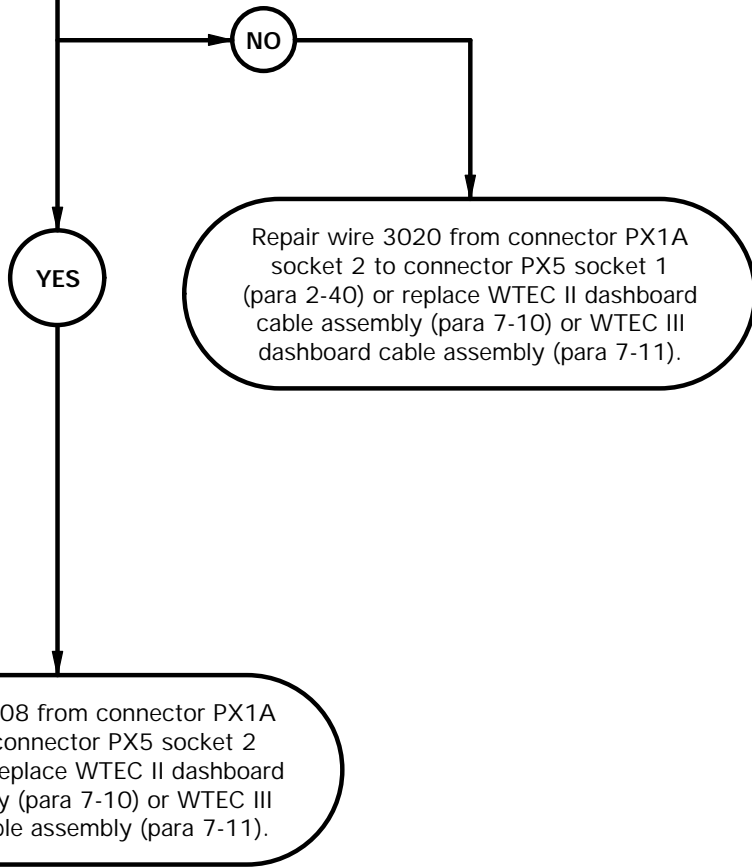 NO
Repair wire 3020 from connector PX1A
socket 2 to connector PX5 socket 1
(para 2-40) or replace WTEC II dashboard
cable assembly (para 7-10) or WTEC III
dashboard cable assembly (para 7-11).
YES
08 from connector PX1A
connector PX5 socket 2
replace WTEC II dashboard
(para 7-10) or WTEC III
assembly (para 7-11).